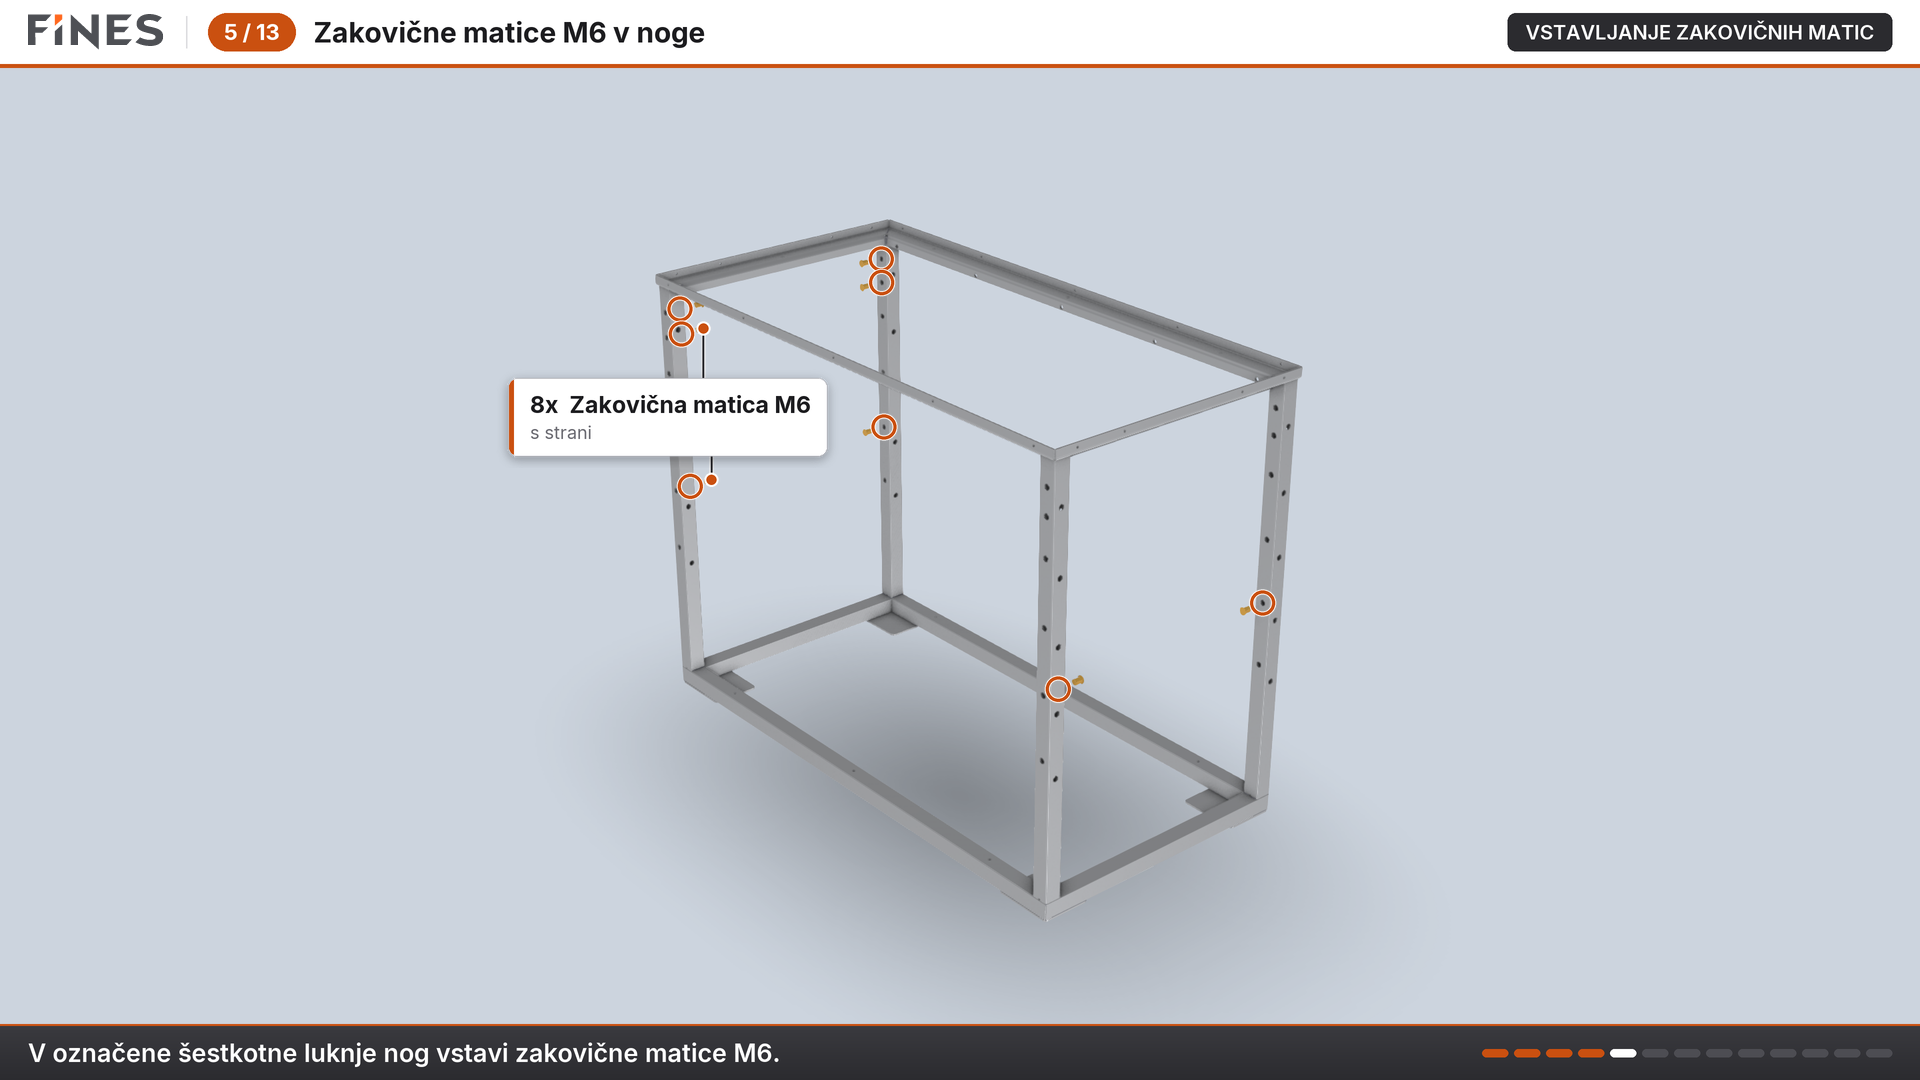 FINES
5 / 13
Zakovične matice M6 v noge
VSTAVLJANJE ZAKOVIČNIH MATIC
8x Zakovična matica M6
s strani
V označene šestkotne luknje nog vstavi zakovične matice M6.